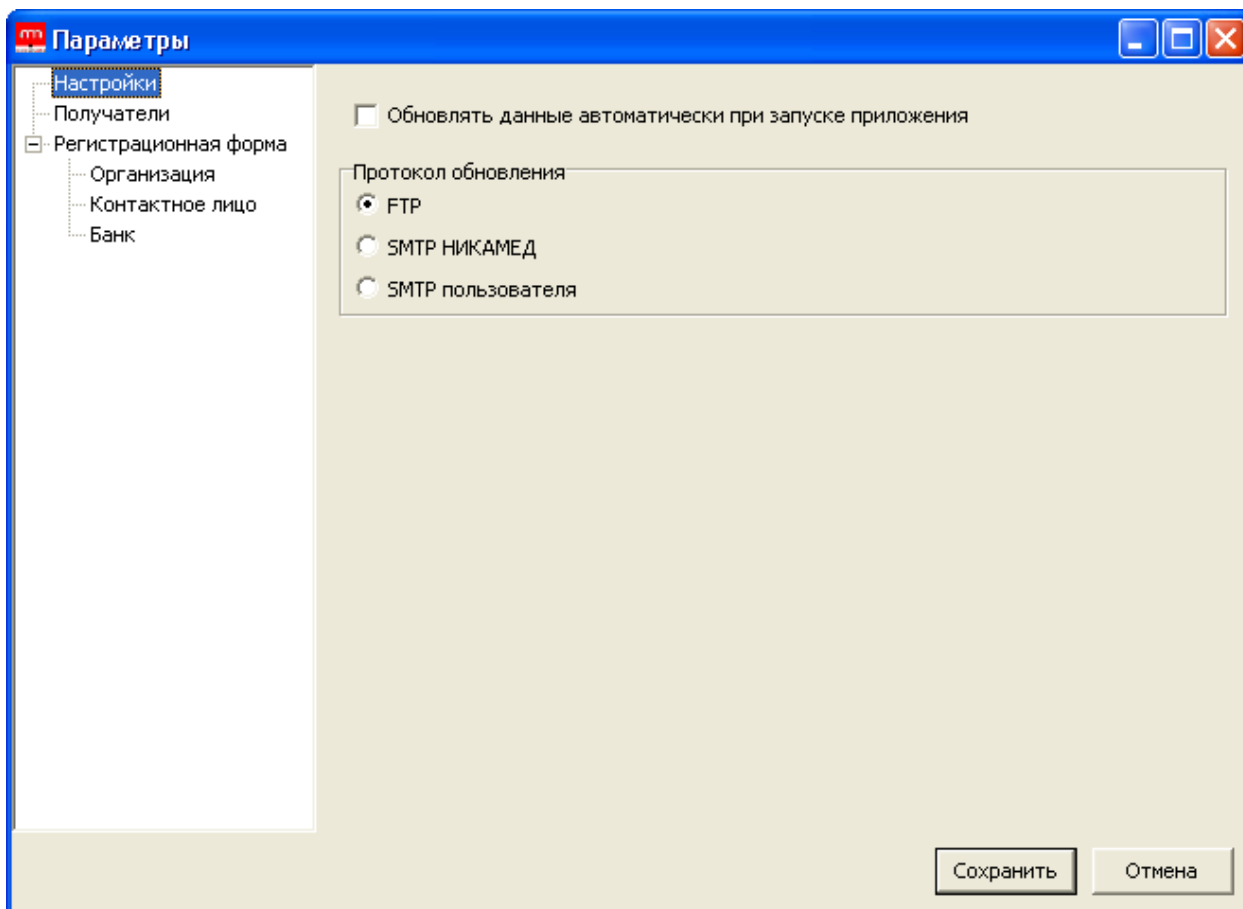 Параметры
Настройки
Получатели
Регистрационная форма
Организация
Контактное лицо
Банк
Обновлять данные автоматически при запуске приложения
Протокол обновления
FTP
SMTP НИКАМЕД
SMTP пользователя
Сохранить
Отмена